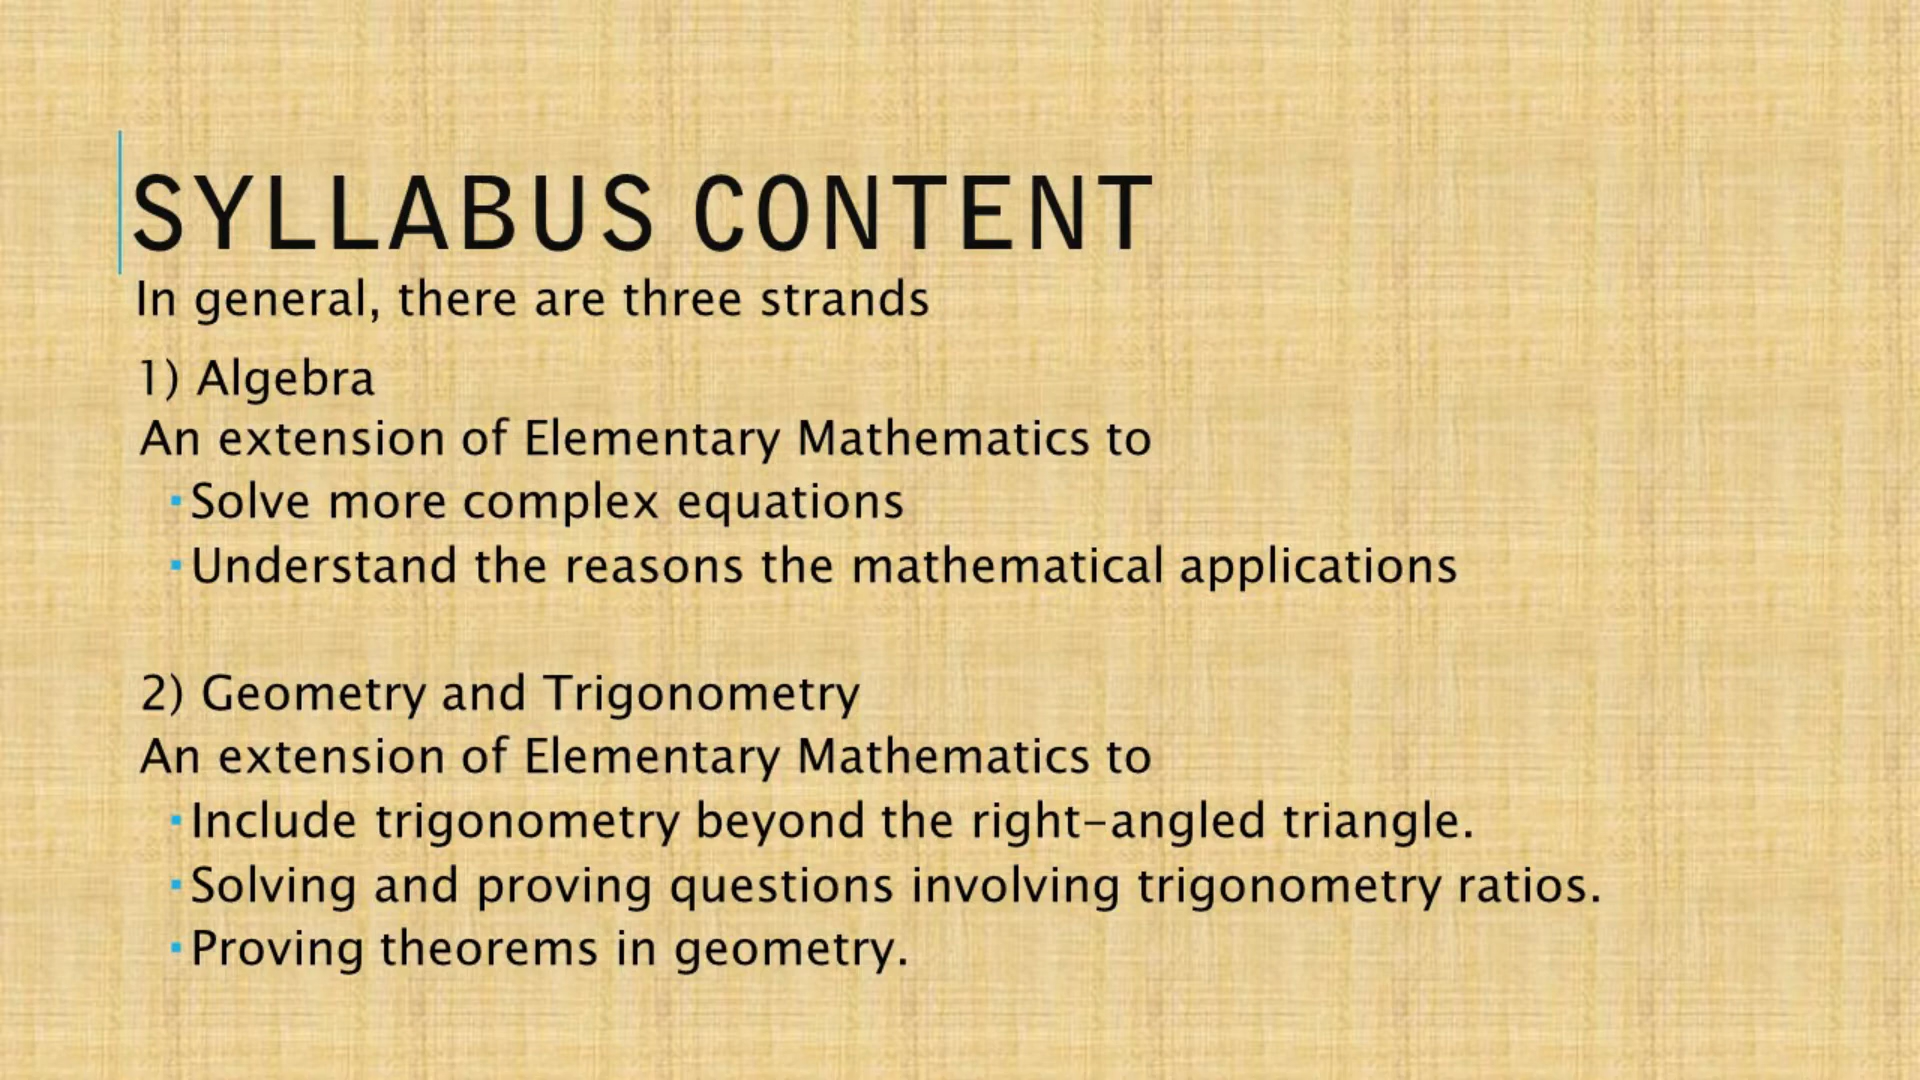 SYLLABUS CONTENT
In general, there are three strands
1) Algebra
An extension of Elementary Mathematics to
▪Solve more complex equations
▪Understand the reasons the mathematical applications
2) Geometry and Trigonometry
An extension of Elementary Mathematics to
▪Include trigonometry beyond the right-angled triangle.
▪Solving and proving questions involving trigonometry ratios.
▪Proving theorems in geometry.